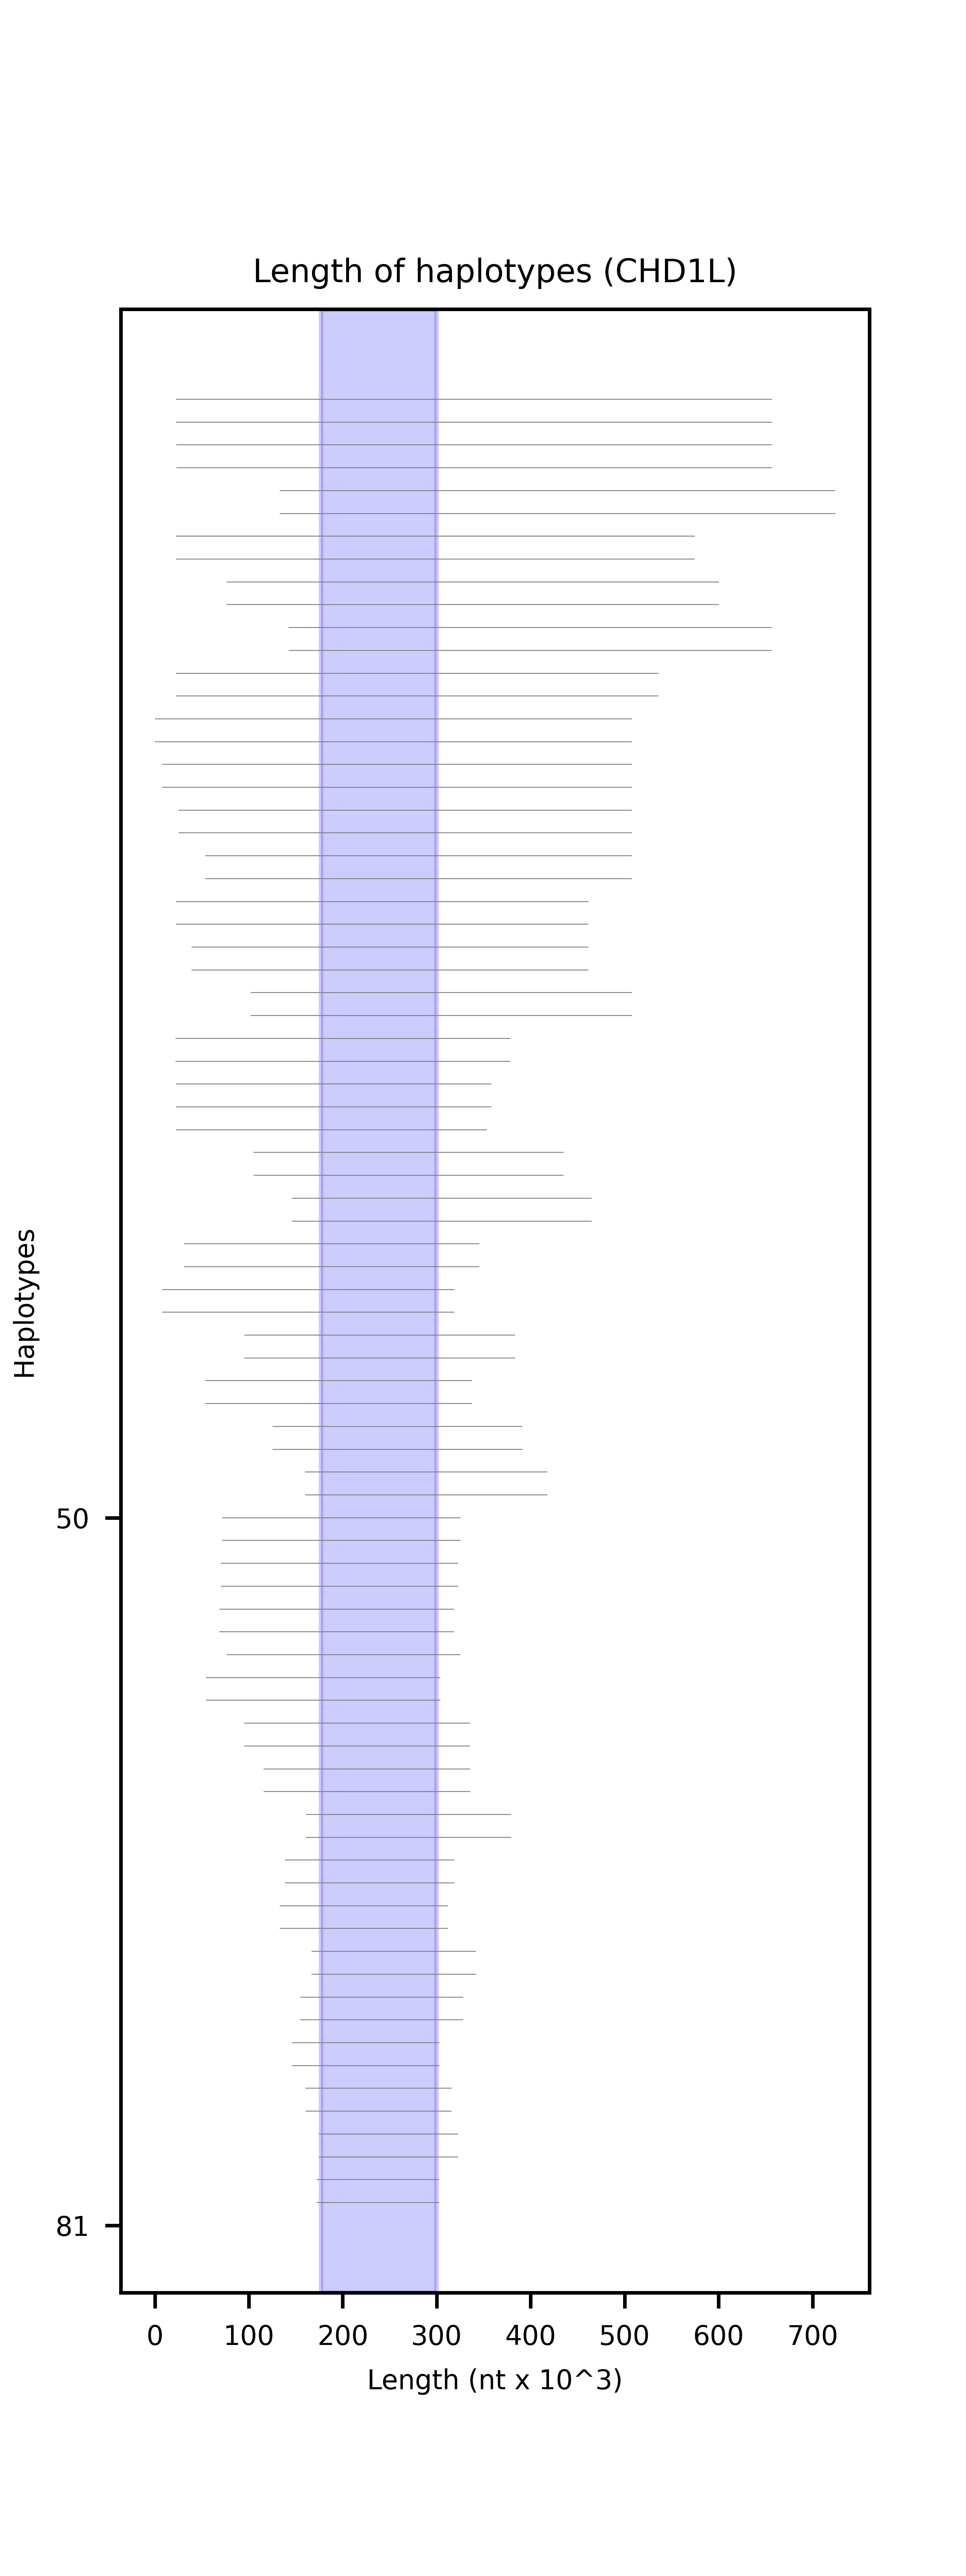 Length of haplotypes (CHD1L)
Haplotypes
50
81
0 100 200 300 400 500 600 700
Length (nt x 10^3)